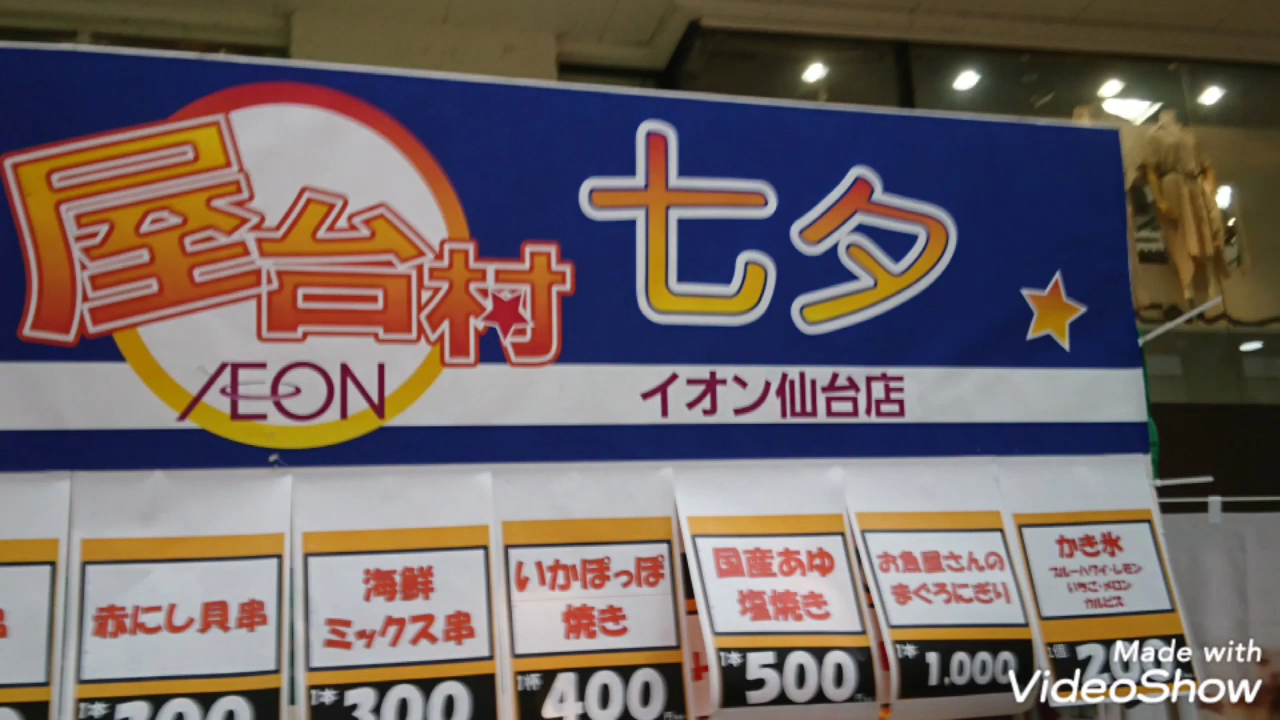 屋台村
七夕
ÆON
イオン仙台店
串
赤にし貝串
1本 300
海鮮
ミックス串
1本 300
いかぽっぽ
焼き
1杯 400
国産あゆ
塩焼き
1本 500
お魚屋さんの
まぐろにぎり
1本 1,000
かき氷
ブルーハワイ・レモン
いちご・メロン
カルピス
Made with
VideoShow